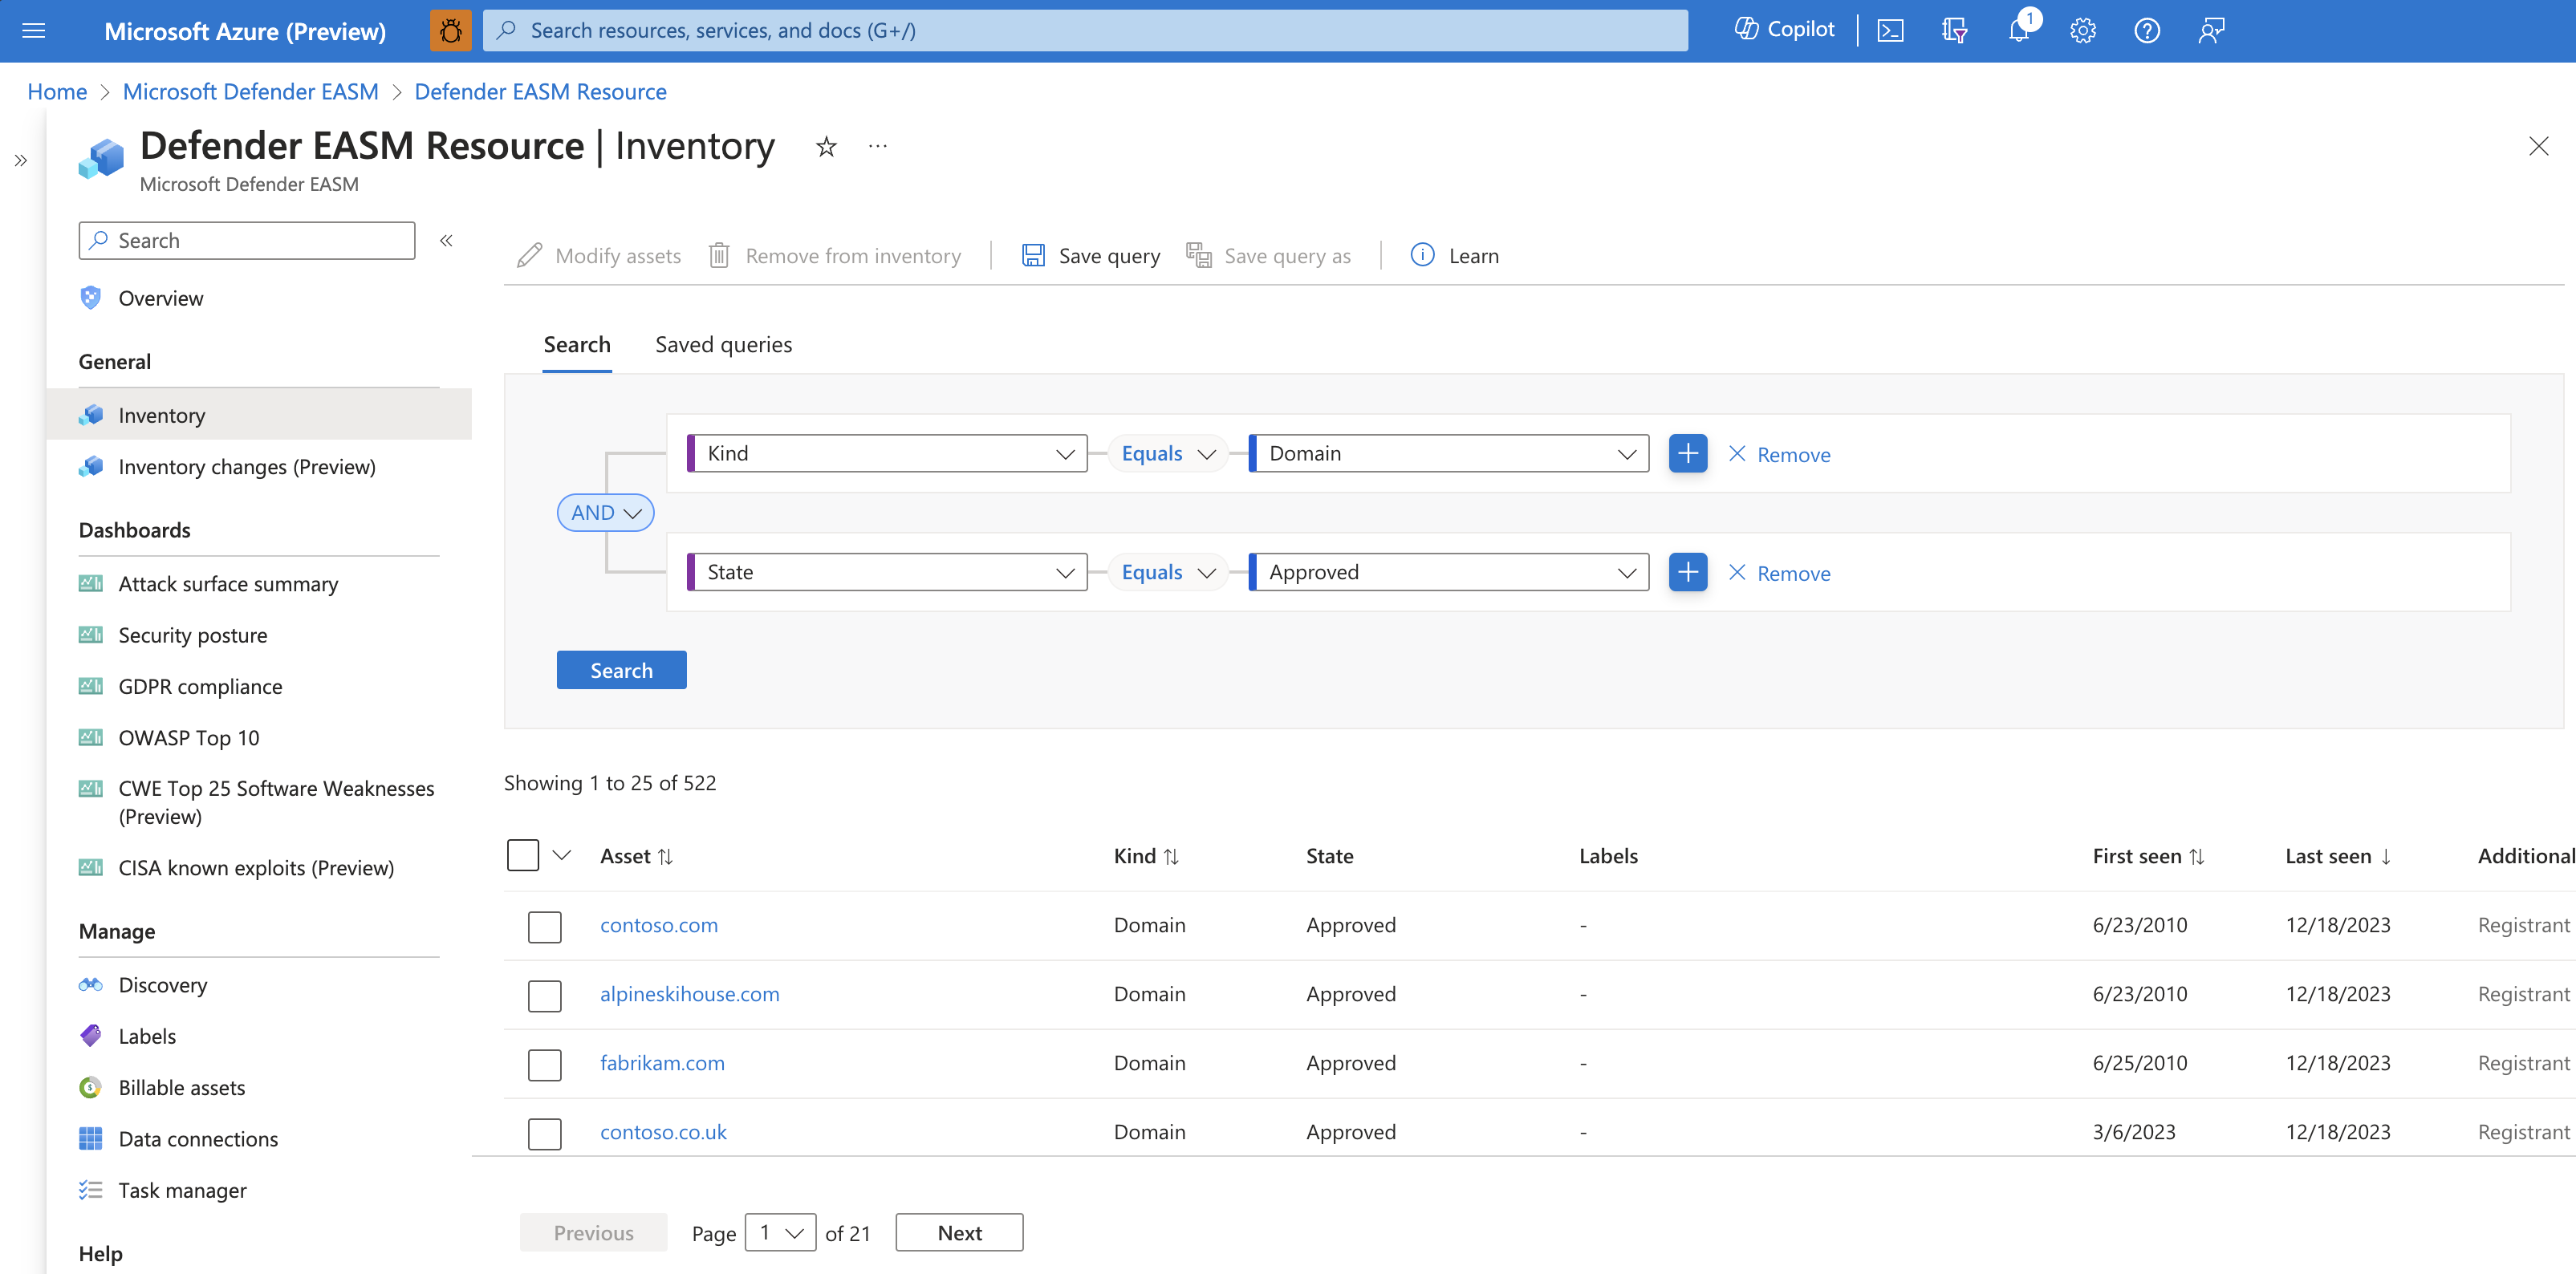 Microsoft Azure (Preview)
Search resources, services, and docs (G+/)
Copilot
1
Home > Microsoft Defender EASM > Defender EASM Resource
Defender EASM Resource | Inventory
Microsoft Defender EASM
Search
Overview
General
Inventory
Inventory changes (Preview)
Dashboards
Attack surface summary
Security posture
GDPR compliance
OWASP Top 10
CWE Top 25 Software Weaknesses
(Preview)
CISA known exploits (Preview)
Manage
Discovery
Labels
Billable assets
Data connections
Task manager
Help
Modify assets Remove from inventory Save query Save query as Learn
Search Saved queries
Kind Equals Domain Remove
AND
State Equals Approved Remove
Search
Showing 1 to 25 of 522
Asset Kind State Labels First seen Last seen Additional
contoso.com Domain Approved - 6/23/2010 12/18/2023 Registrant
alpineskihouse.com Domain Approved - 6/23/2010 12/18/2023 Registrant
fabrikam.com Domain Approved - 6/25/2010 12/18/2023 Registrant
contoso.co.uk Domain Approved - 3/6/2023 12/18/2023 Registrant
Previous Page 1 of 21 Next